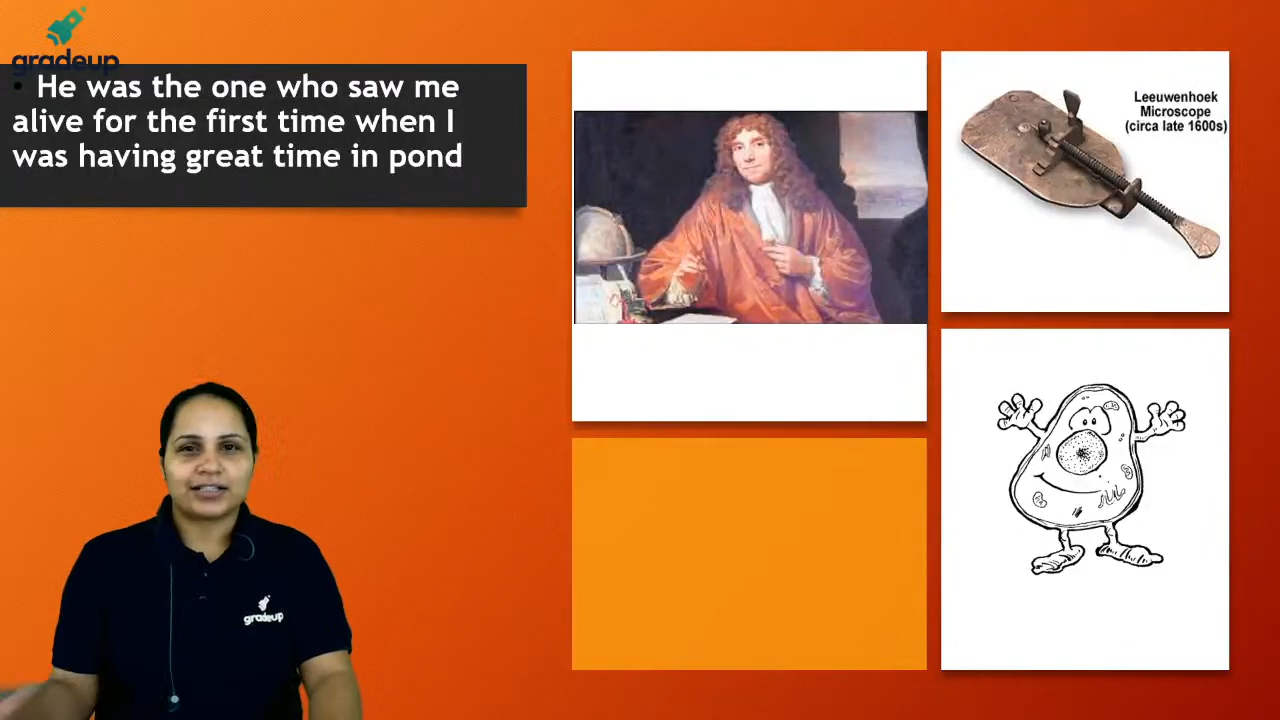 gradeup
• He was the one who saw me
alive for the first time when I
was having great time in pond
Leeuwenhoek
Microscope
(circa late 1600s)
gradeup